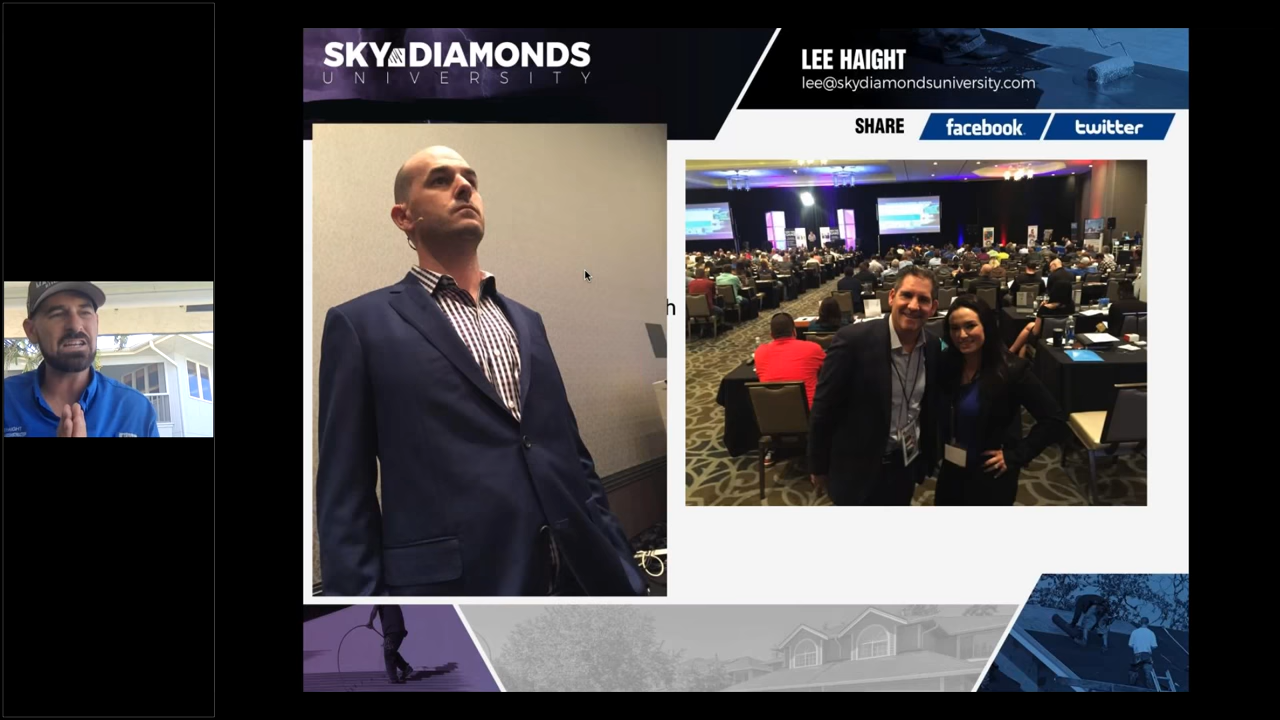 SKY DIAMONDS
UNIVERSITY
LEE HAIGHT
lee@skydiamondsuniversity.com
SHARE
facebook
twitter
h